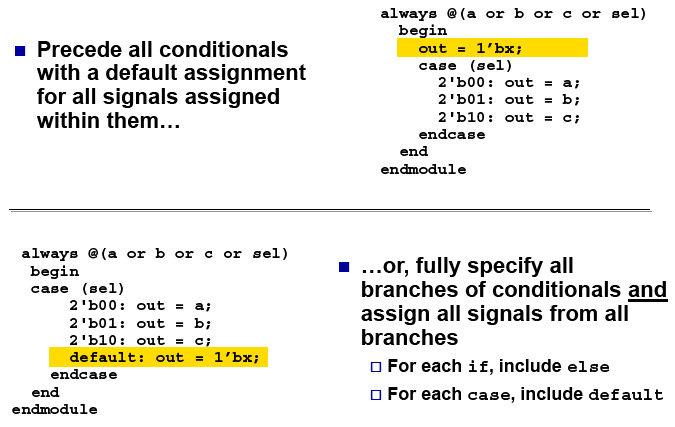 Precede all conditionals
with a default assignment
for all signals assigned
within them…
always @(a or b or c or sel)
begin
out = 1’bx;
case (sel)
2'b00: out = a;
2'b01: out = b;
2'b10: out = c;
endcase
end
endmodule
always @(a or b or c or sel)
begin
case (sel)
2'b00: out = a;
2'b01: out = b;
2'b10: out = c;
default: out = 1’bx;
endcase
end
endmodule
…or, fully specify all
branches of conditionals and
assign all signals from all
branches
For each if, include else
For each case, include default